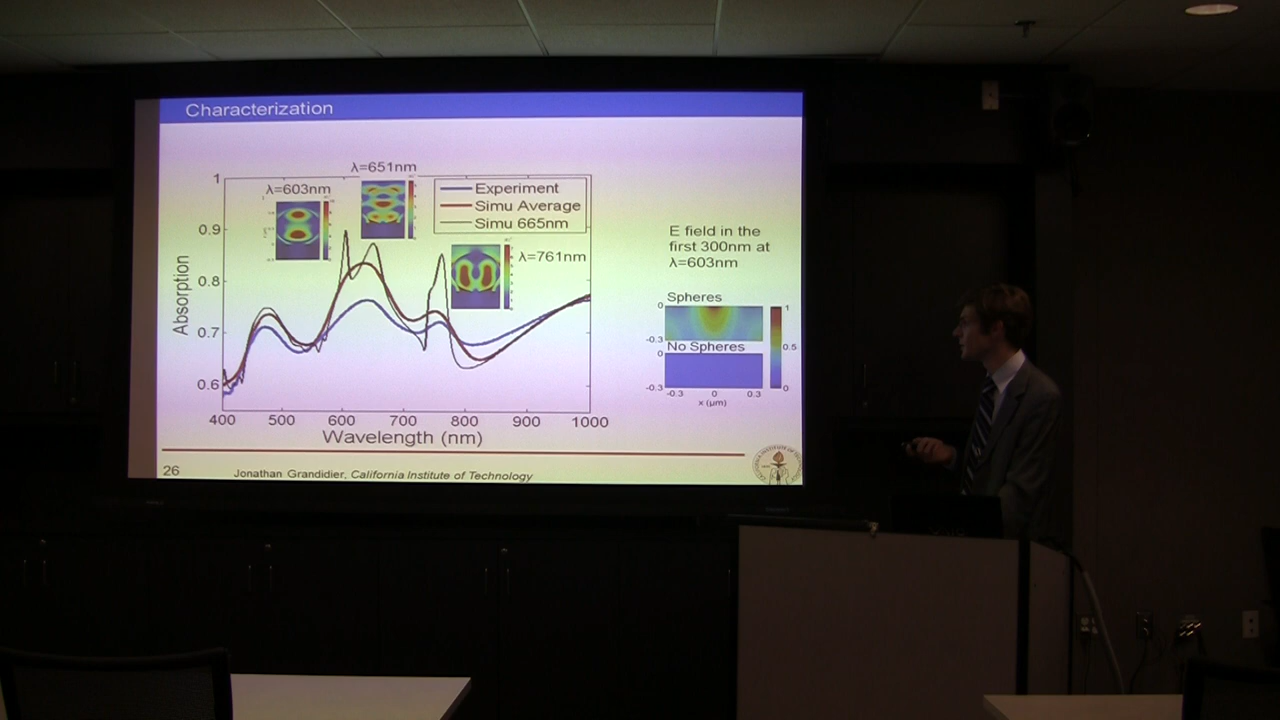 Characterization
λ=651nm
λ=603nm
Experiment
Simu Average
Simu 665nm
λ=761nm
1
0.9
0.8
0.7
0.6
Absorption
400 500 600 700 800 900 1000
Wavelength (nm)
E field in the
first 300nm at
λ=603nm
Spheres
0
-0.3
No Spheres
0
-0.3
-0.3 0 0.3
x (μm)
1
0.5
0
26
Jonathan Grandidier, California Institute of Technology